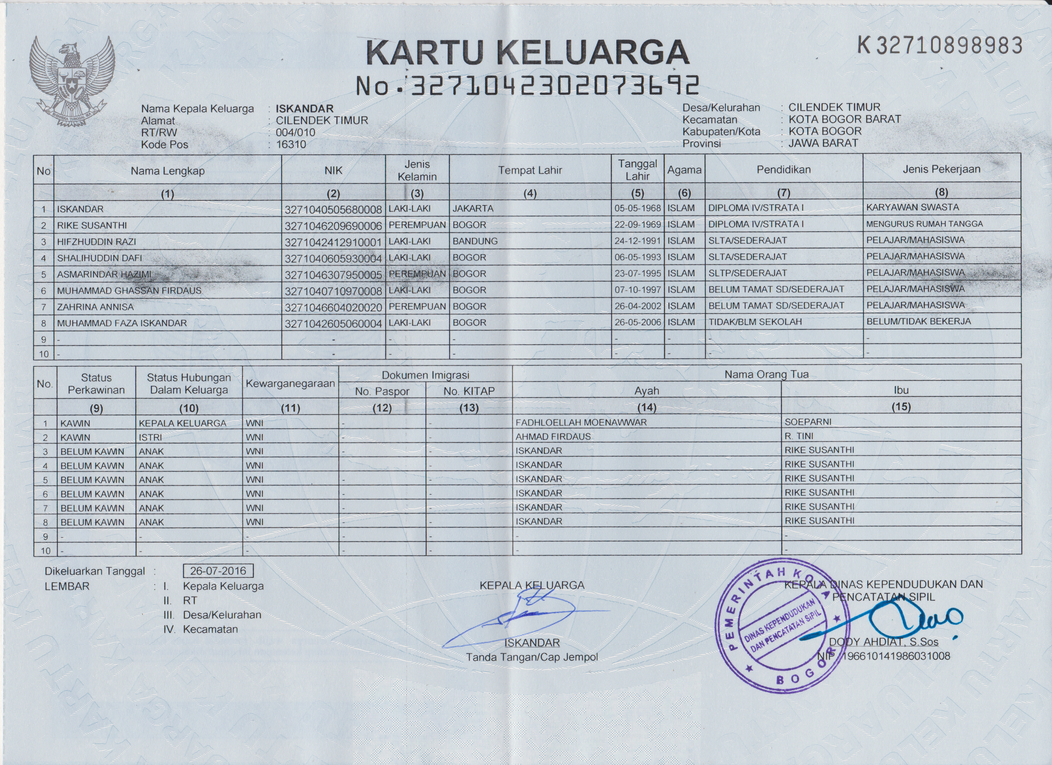 KARTU KELUARGA
K 32710898983
No.3271042302073692
Nama Kepala Keluarga : ISKANDAR
Alamat : CILENDEK TIMUR
RT/RW : 004/010
Kode Pos : 16310
Desa/Kelurahan : CILENDEK TIMUR
Kecamatan : KOTA BOGOR BARAT
Kabupaten/Kota : KOTA BOGOR
Provinsi : JAWA BARAT
No Nama Lengkap NIK Jenis Kelamin Tempat Lahir Tanggal Lahir Agama Pendidikan Jenis Pekerjaan
(1) (2) (3) (4) (5) (6) (7) (8)
1 ISKANDAR 3271040505680008 LAKI-LAKI JAKARTA 05-05-1968 ISLAM DIPLOMA IV/STRATA I KARYAWAN SWASTA
2 RIKE SUSANTHI 3271046209690006 PEREMPUAN BOGOR 22-09-1969 ISLAM DIPLOMA IV/STRATA I MENGURUS RUMAH TANGGA
3 HIFZHUDDIN RAZI 3271042412910001 LAKI-LAKI BANDUNG 24-12-1991 ISLAM SLTA/SEDERAJAT PELAJAR/MAHASISWA
4 SHALIHUDDIN DAFI 3271040605930004 LAKI-LAKI BOGOR 06-05-1993 ISLAM SLTA/SEDERAJAT PELAJAR/MAHASISWA
5 ASMARINDAR HAZIMI 3271046307950005 PEREMPUAN BOGOR 23-07-1995 ISLAM SLTP/SEDERAJAT PELAJAR/MAHASISWA
6 MUHAMMAD GHASSAN FIRDAUS 3271040710970008 LAKI-LAKI BOGOR 07-10-1997 ISLAM BELUM TAMAT SD/SEDERAJAT PELAJAR/MAHASISWA
7 ZAHRINA ANNISA 3271046604020020 PEREMPUAN BOGOR 26-04-2002 ISLAM BELUM TAMAT SD/SEDERAJAT PELAJAR/MAHASISWA
8 MUHAMMAD FAZA ISKANDAR 3271042605060004 LAKI-LAKI BOGOR 26-05-2006 ISLAM TIDAK/BLM SEKOLAH BELUM/TIDAK BEKERJA
9 - - - - - - - -
10 - - - - - - - -
No. Status Perkawinan Status Hubungan Dalam Keluarga Kewarganegaraan Dokumen Imigrasi Nama Orang Tua
No. Paspor No. KITAP Ayah Ibu
(9) (10) (11) (12) (13) (14) (15)
1 KAWIN KEPALA KELUARGA WNI - - FADHLOELLAH MOENAWWAR SOEPARNI
2 KAWIN ISTRI WNI - - AHMAD FIRDAUS R. TINI
3 BELUM KAWIN ANAK WNI - - ISKANDAR RIKE SUSANTHI
4 BELUM KAWIN ANAK WNI - - ISKANDAR RIKE SUSANTHI
5 BELUM KAWIN ANAK WNI - - ISKANDAR RIKE SUSANTHI
6 BELUM KAWIN ANAK WNI - - ISKANDAR RIKE SUSANTHI
7 BELUM KAWIN ANAK WNI - - ISKANDAR RIKE SUSANTHI
8 BELUM KAWIN ANAK WNI - - ISKANDAR RIKE SUSANTHI
9 - - - - - - -
10 - - - - - - -
Dikeluarkan Tanggal : 26-07-2016
LEMBAR : I. Kepala Keluarga
II. RT
III. Desa/Kelurahan
IV. Kecamatan
KEPALA KELUARGA
ISKANDAR
Tanda Tangan/Cap Jempol
KEPALA DINAS KEPENDUDUKAN DAN
PENCATATAN SIPIL
PEMERINTAH KOTA
DINAS KEPENDUDUKAN
DAN PENCATATAN SIPIL
BOGOR
DODY AHDIAT, S.Sos
NIP. 196610141986031008